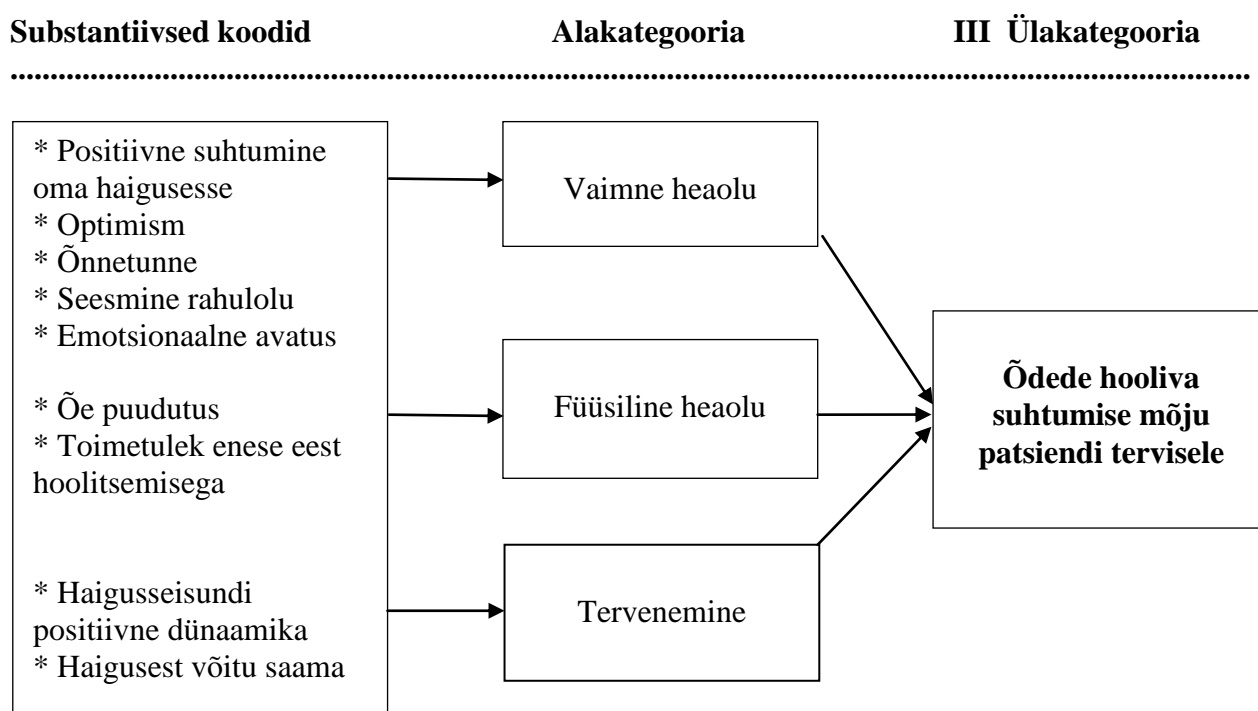 Substantiivsed koodid Alakategooria III Ülakategooria
* Positiivne suhtumine
oma haigusesse
* Optimism
* Õnnetunne
* Seesmine rahulolu
* Emotsionaalne avatus
* Õe puudutus
* Toimetulek enese eest
hoolitsemisega
* Haigusseisundi
positiivne dünaamika
* Haigusest võitu saama
Vaimne heaolu
Füüsiline heaolu
Tervenemine
Õdede hooliva
suhtumise mõju
patsiendi tervisele